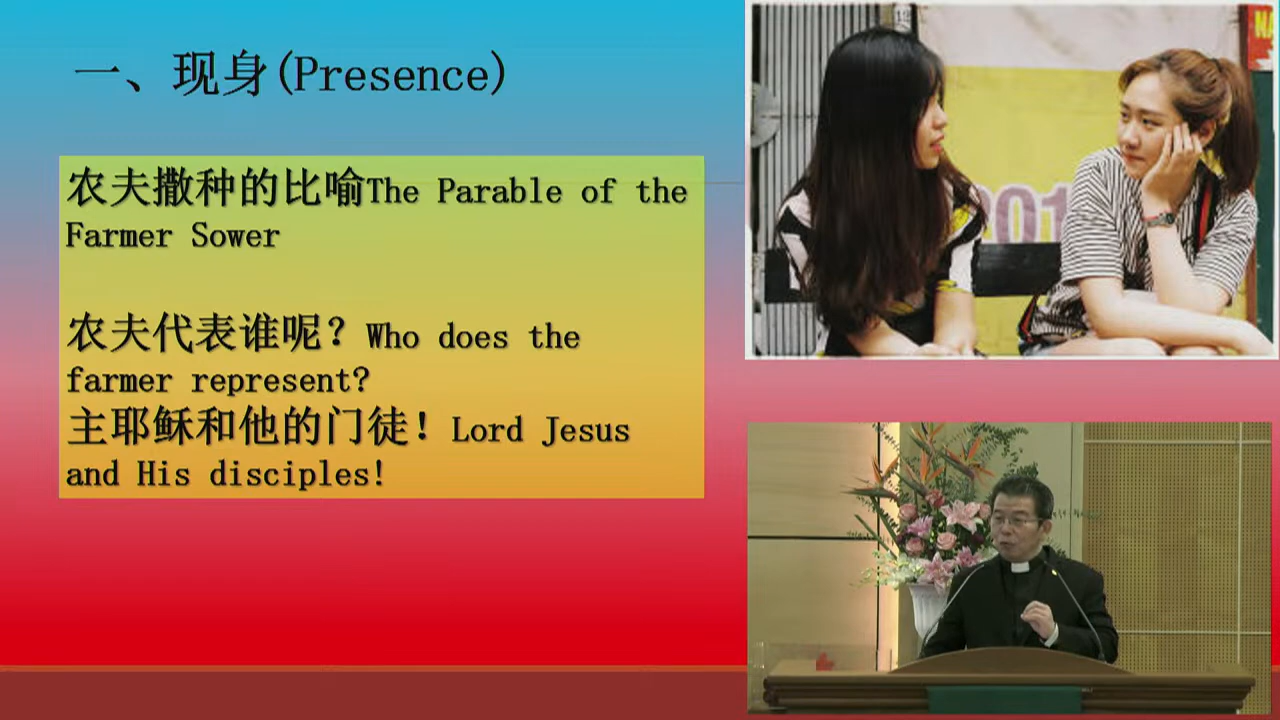 一、现身(Presence)
农夫撒种的比喻The Parable of the
Farmer Sower
农夫代表谁呢？Who does the
farmer represent?
主耶稣和他的门徒！Lord Jesus
and His disciples!
201
NA